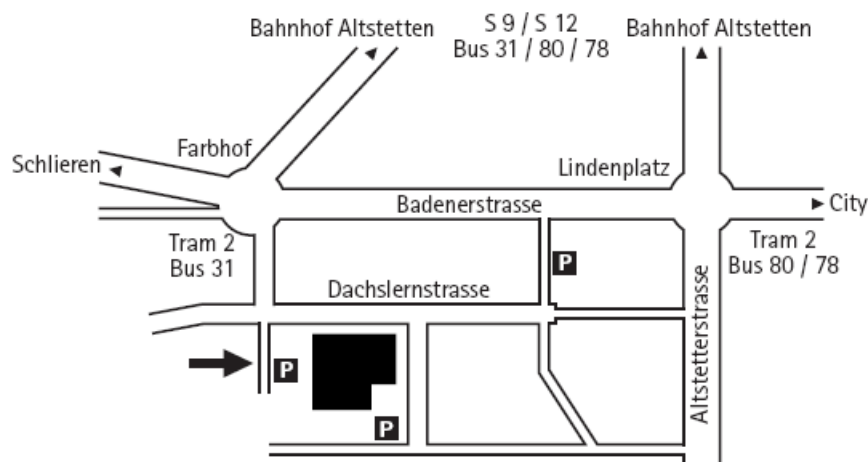 Bahnhof Altstetten
S 9 / S 12
Bus 31 / 80 / 78
Bahnhof Altstetten
Schlieren
Farbhof
Lindenplatz
Badenerstrasse
City
Tram 2
Bus 31
P
Tram 2
Bus 80 / 78
Dachslernstrasse
Altstetterstrasse
P
P